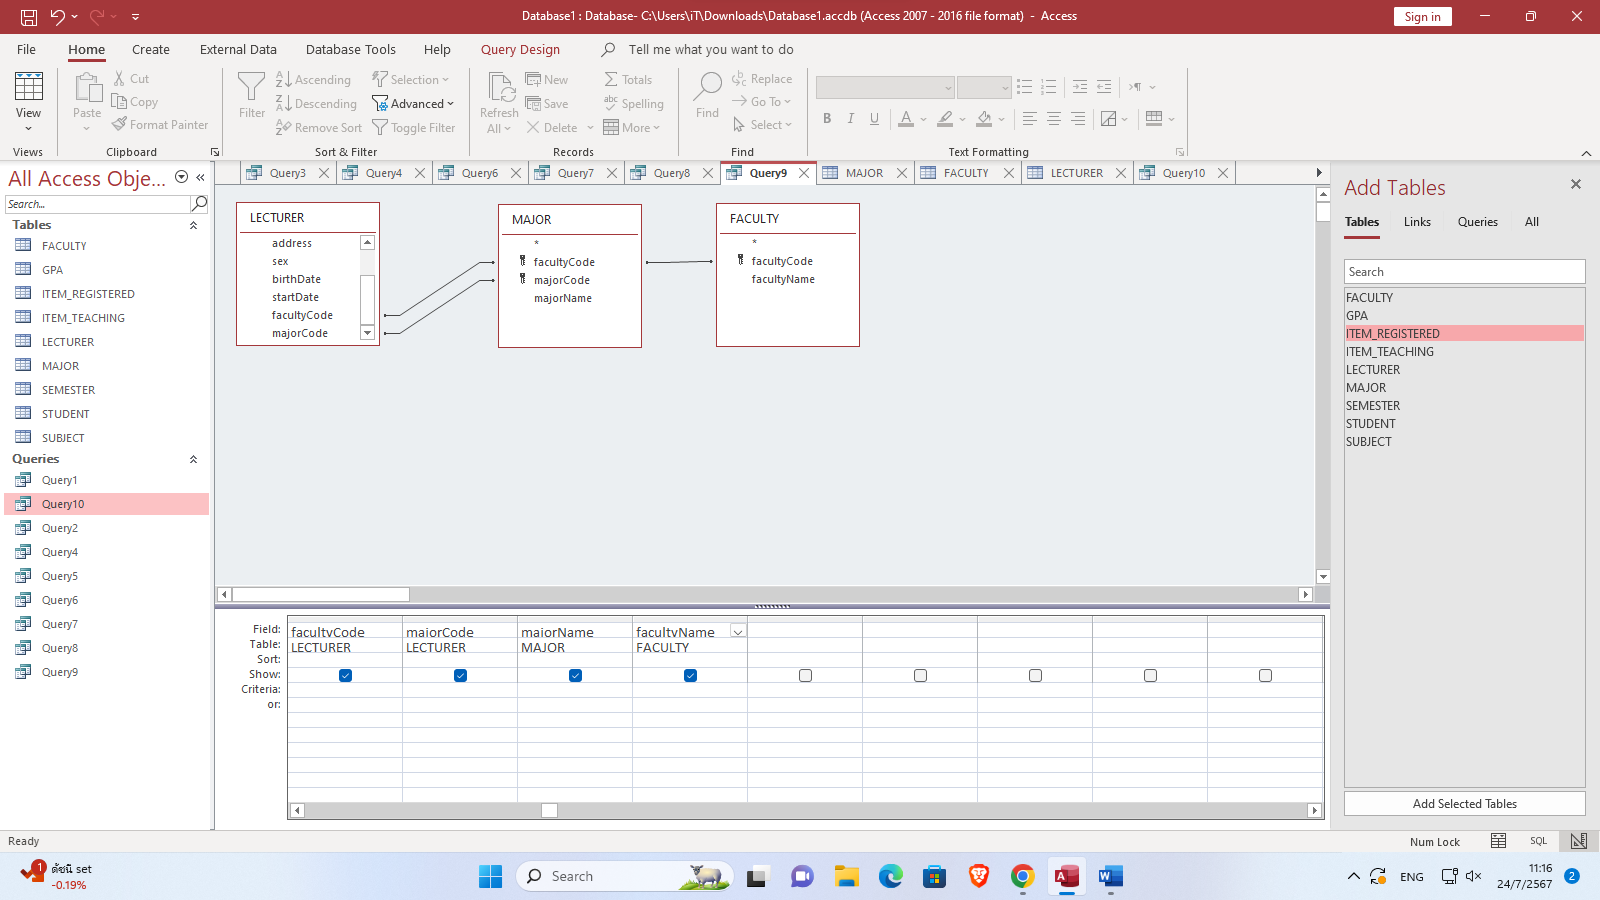 Database1 : Database- C:\Users\iT\Downloads\Database1.accdb (Access 2007 - 2016 file format)  -  Access
Sign in
File Home Create External Data Database Tools Help Query Design Tell me what you want to do
View
Views
Paste
Cut
Copy
Format Painter
Clipboard
Filter
Ascending
Descending
Remove Sort
Selection
Advanced
Toggle Filter
Sort & Filter
Refresh
All
New
Save
Delete
Totals
Spelling
More
Records
Find
Replace
Go To
Select
Find
B I U A
Text Formatting
All Access Obje...
Search...
Tables
FACULTY
GPA
ITEM_REGISTERED
ITEM_TEACHING
LECTURER
MAJOR
SEMESTER
STUDENT
SUBJECT
Queries
Query1
Query10
Query2
Query4
Query5
Query6
Query7
Query8
Query9
Query3 Query4 Query6 Query7 Query8 Query9 MAJOR FACULTY LECTURER Query10
LECTURER
address
sex
birthDate
startDate
facultyCode
majorCode
MAJOR
*
facultyCode
majorCode
majorName
FACULTY
*
facultyCode
facultyName
Field: facultyCode majorCode majorName facultyName
Table: LECTURER LECTURER MAJOR FACULTY
Sort:
Show:
Criteria:
or:
Add Tables
Tables Links Queries All
Search
FACULTY
GPA
ITEM_REGISTERED
ITEM_TEACHING
LECTURER
MAJOR
SEMESTER
STUDENT
SUBJECT
Add Selected Tables
Ready
Num Lock
SQL
1
ดัชนี set
-0.19%
Search
ENG
11:16
24/7/2567
2